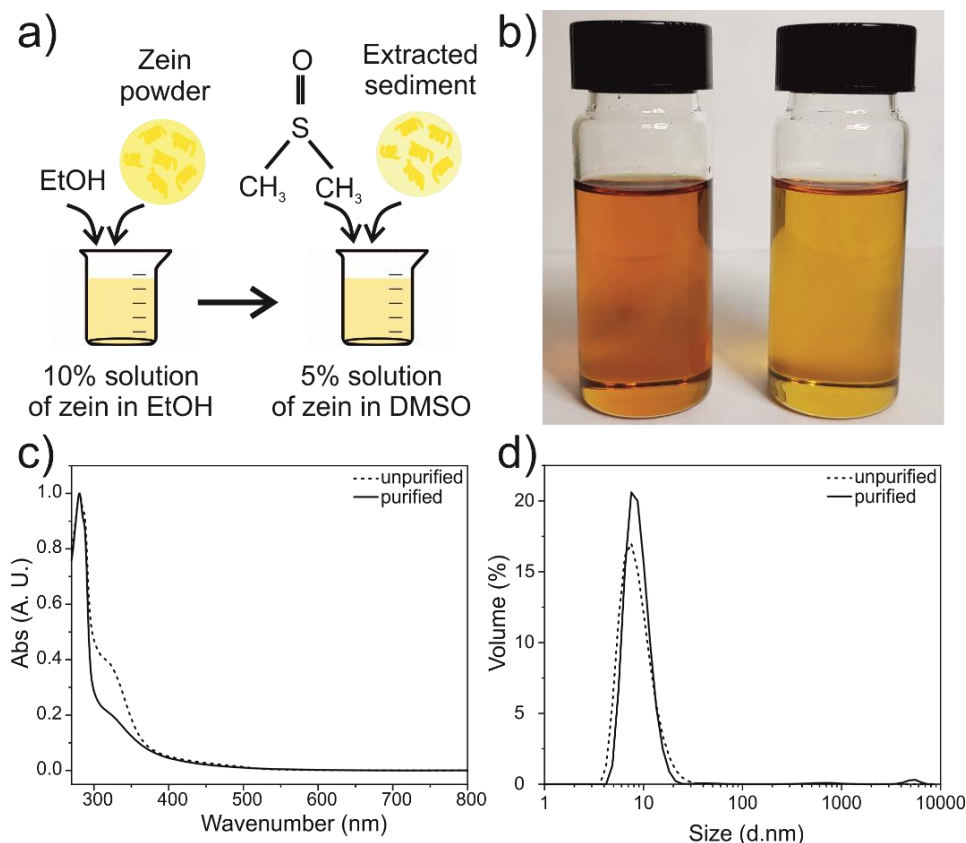 a)
Zein
powder
EtOH
O
S
CH₃
CH₃
Extracted
sediment
10% solution
of zein in EtOH
5% solution
of zein in DMSO
b)
c)
unpurified
purified
Abs (A. U.)
1.0
0.8
0.6
0.4
0.2
0.0
300
400
500
600
700
800
Wavenumber (nm)
d)
unpurified
purified
Volume (%)
20
15
10
5
0
1
10
100
1000
10000
Size (d.nm)